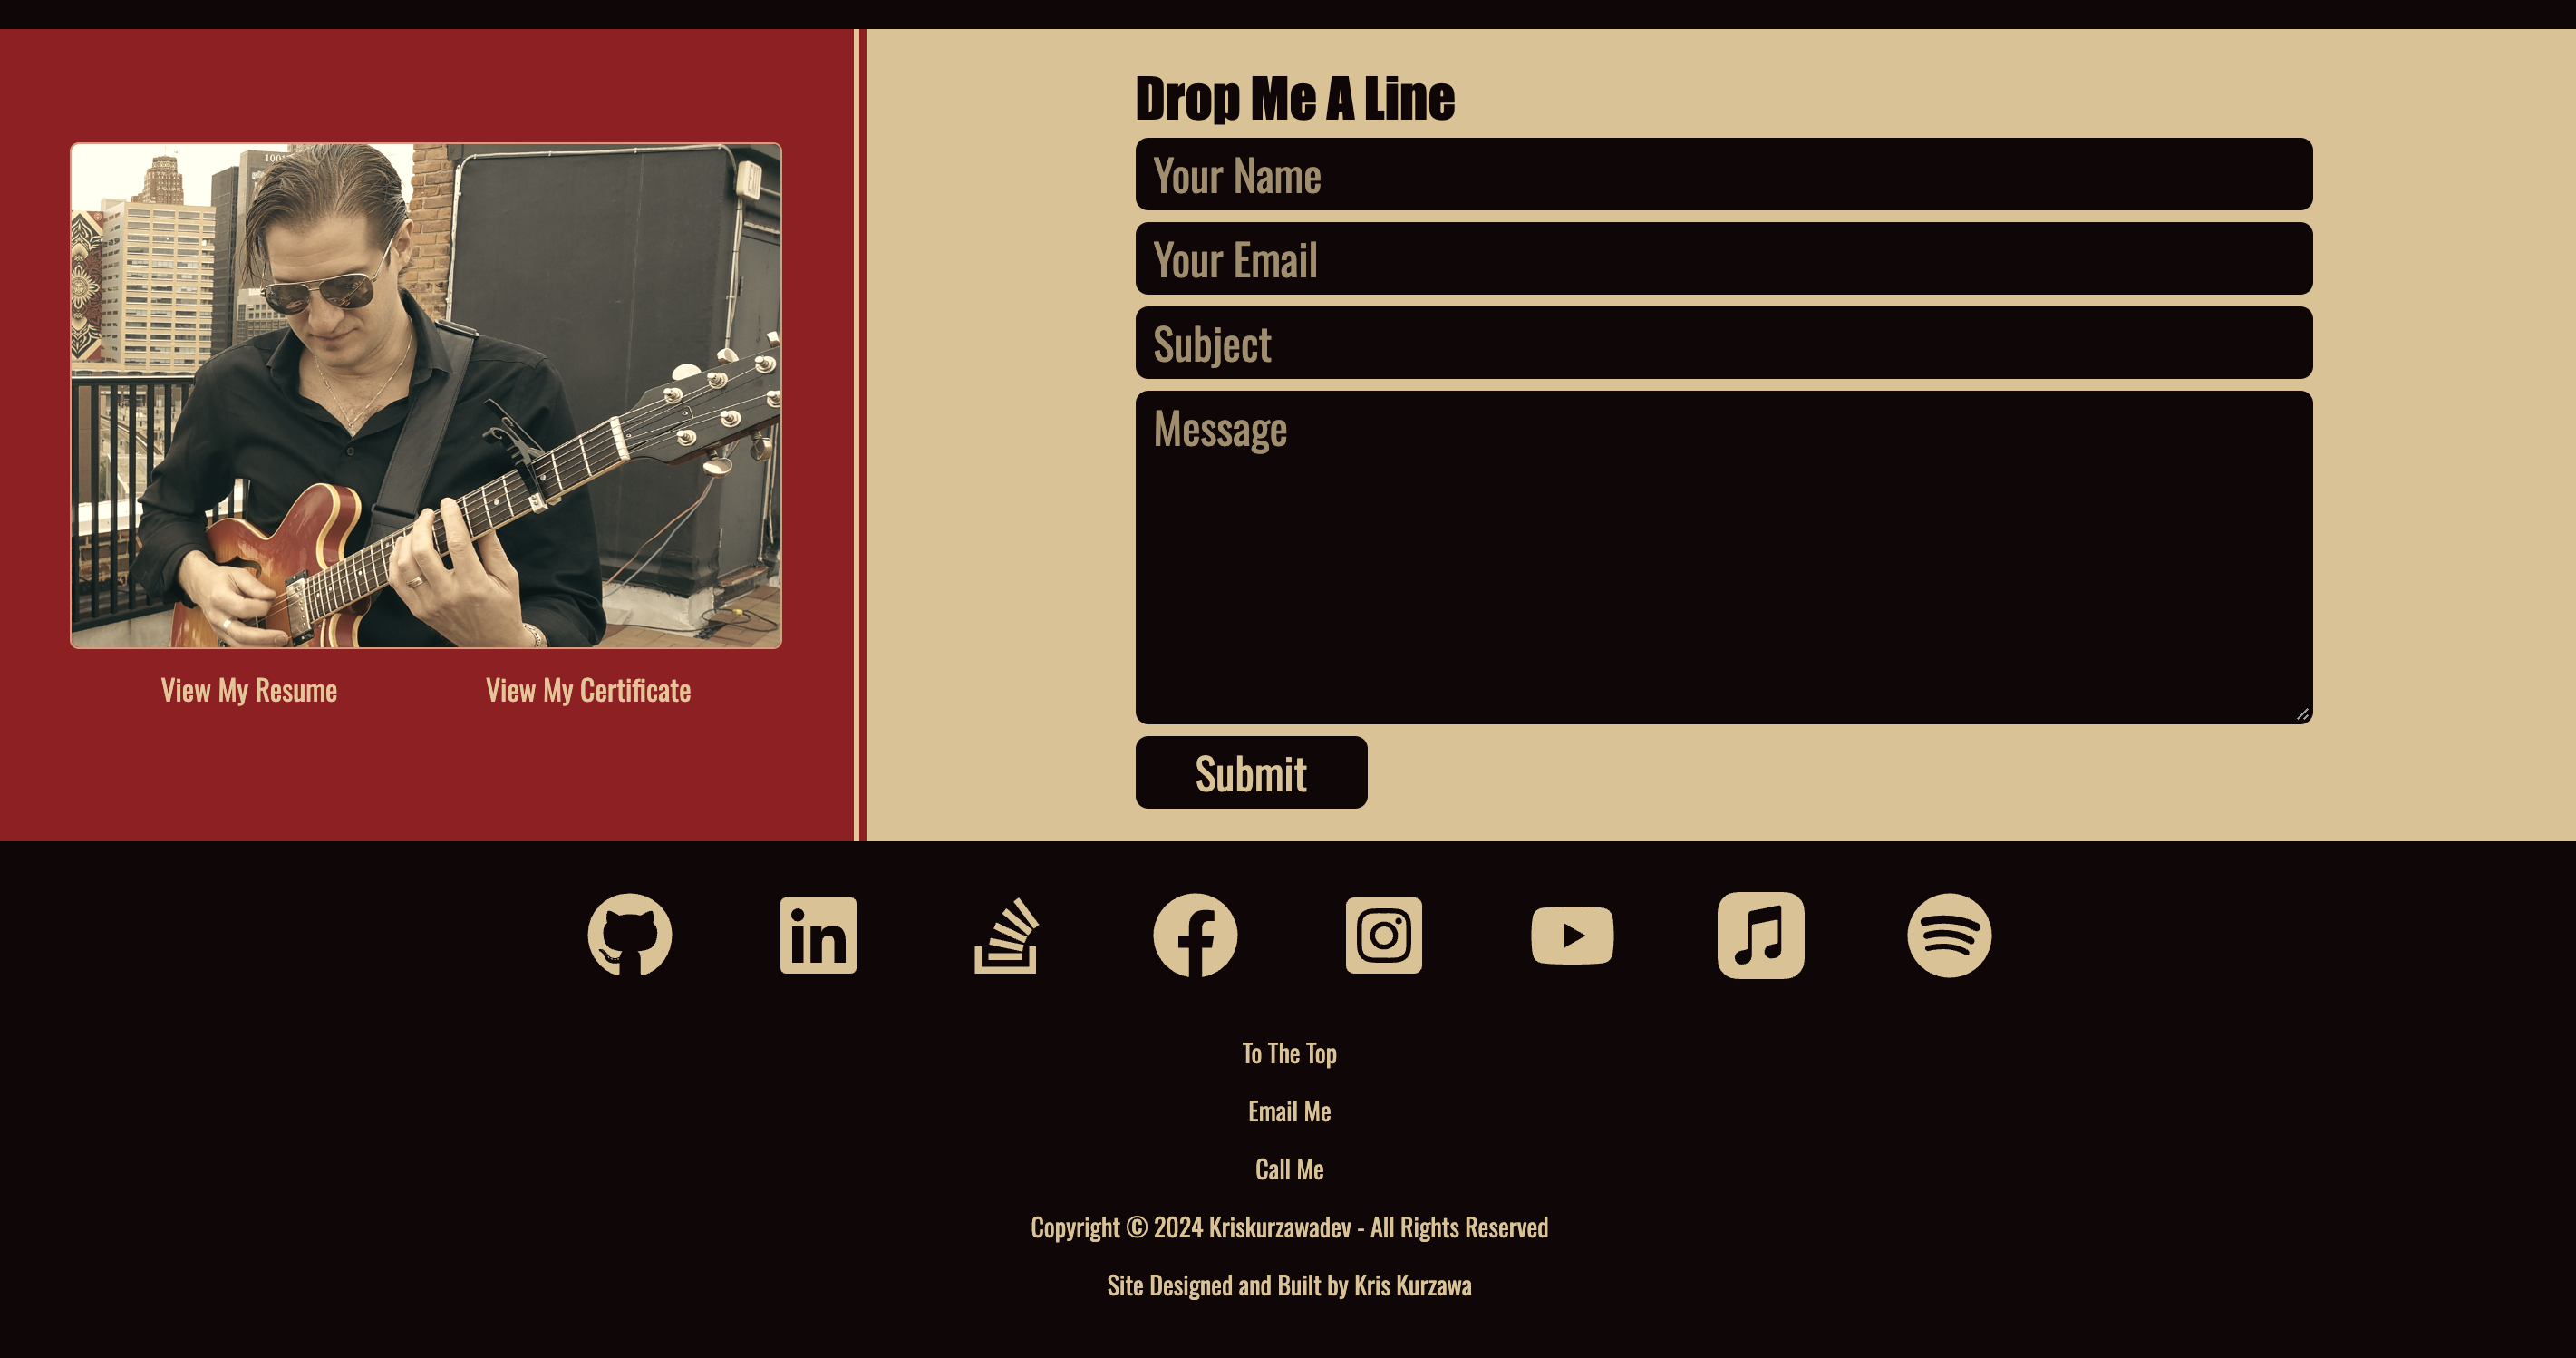 Drop Me A Line
Your Name
Your Email
Subject
Message
Submit
View My Resume
View My Certificate
To The Top
Email Me
Call Me
Copyright © 2024 Kriskurzawadev - All Rights Reserved
Site Designed and Built by Kris Kurzawa